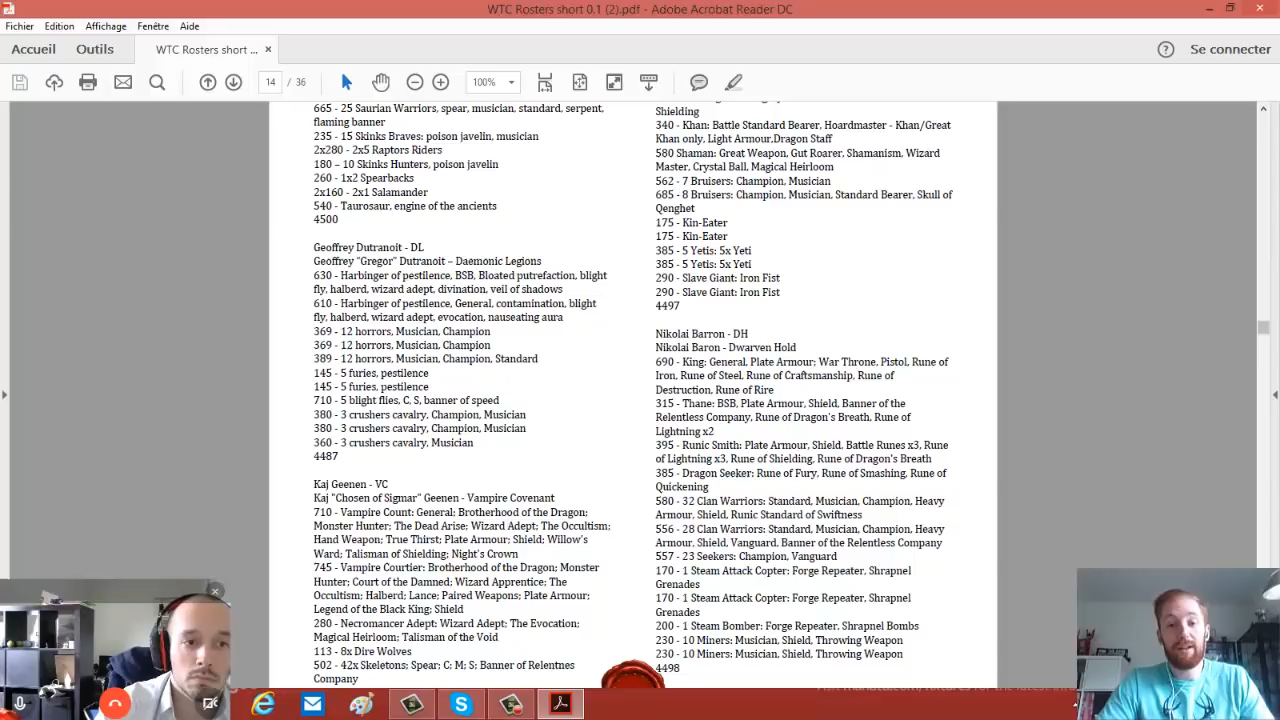 WTC Rosters short 0.1 (2).pdf - Adobe Acrobat Reader DC
Fichier Edition Affichage Fenêtre Aide
Accueil Outils WTC Rosters short ... × ? Se connecter
14 / 36 100%
665 - 25 Saurian Warriors, spear, musician, standard, serpent,
flaming banner
235 - 15 Skinks Braves: poison javelin, musician
2x280 - 2x5 Raptors Riders
180 – 10 Skinks Hunters, poison javelin
260 - 1x2 Spearbacks
2x160 - 2x1 Salamander
540 - Taurosaur, engine of the ancients
4500
Geoffrey Dutranoit - DL
Geoffrey "Gregor" Dutranoit – Daemonic Legions
630 - Harbinger of pestilence, BSB, Bloated putrefaction, blight
fly, halberd, wizard adept, divination, veil of shadows
610 - Harbinger of pestilence, General, contamination, blight
fly, halberd, wizard adept, evocation, nauseating aura
369 - 12 horrors, Musician, Champion
369 - 12 horrors, Musician, Champion
389 - 12 horrors, Musician, Champion, Standard
145 - 5 furies, pestilence
145 - 5 furies, pestilence
710 - 5 blight flies, C, S, banner of speed
380 - 3 crushers cavalry, Champion, Musician
380 - 3 crushers cavalry, Champion, Musician
360 - 3 crushers cavalry, Musician
4487
Kaj Geenen - VC
Kaj "Chosen of Sigmar" Geenen - Vampire Covenant
710 - Vampire Count: General; Brotherhood of the Dragon;
Monster Hunter: The Dead Arise; Wizard Adept; The Occultism;
Hand Weapon; True Thirst; Plate Armour; Shield; Willow's
Ward; Talisman of Shielding; Night's Crown
745 - Vampire Courtier: Brotherhood of the Dragon; Monster
Hunter; Court of the Damned; Wizard Apprentice; The
Occultism; Halberd; Lance; Paired Weapons; Plate Armour;
Legend of the Black King; Shield
280 - Necromancer Adept; Wizard Adept; The Evocation;
Magical Heirloom; Talisman of the Void
113 - 8x Dire Wolves
502 - 42x Skeletons; Spear; C; M; S; Banner of Relentnes
Company
Shielding
340 - Khan: Battle Standard Bearer, Hoardmaster - Khan/Great
Khan only, Light Armour,Dragon Staff
580 Shaman: Great Weapon, Gut Roarer, Shamanism, Wizard
Master, Crystal Ball, Magical Heirloom
562 - 7 Bruisers: Champion, Musician
685 - 8 Bruisers: Champion, Musician, Standard Bearer, Skull of
Qenghet
175 - Kin-Eater
175 - Kin-Eater
385 - 5 Yetis: 5x Yeti
385 - 5 Yetis: 5x Yeti
290 - Slave Giant: Iron Fist
290 - Slave Giant: Iron Fist
4497
Nikolai Barron - DH
Nikolai Baron - Dwarven Hold
690 - King: General, Plate Armour; War Throne, Pistol, Rune of
Iron, Rune of Steel, Rune of Craftsmanship, Rune of
Destruction, Rune of Rire
315 - Thane: BSB, Plate Armour, Shield, Banner of the
Relentless Company, Rune of Dragon's Breath, Rune of
Lightning x2
395 - Runic Smith: Plate Armour, Shield, Battle Runes x3, Rune
of Lightning x3, Rune of Shielding, Rune of Dragon's Breath
385 - Dragon Seeker: Rune of Fury, Rune of Smashing, Rune of
Quickening
580 - 32 Clan Warriors: Standard, Musician, Champion, Heavy
Armour, Shield, Runic Standard of Swiftness
556 - 28 Clan Warriors: Standard, Musician, Champion, Heavy
Armour, Shield, Vanguard, Banner of the Relentless Company
557 - 23 Seekers: Champion, Vanguard
170 - 1 Steam Attack Copter: Forge Repeater, Shrapnel
Grenades
170 - 1 Steam Attack Copter: Forge Repeater, Shrapnel
Grenades
200 - 1 Steam Bomber: Forge Repeater, Shrapnel Bombs
230 - 10 Miners: Musician, Shield, Throwing Weapon
230 - 10 Miners: Musician, Shield, Throwing Weapon
4498